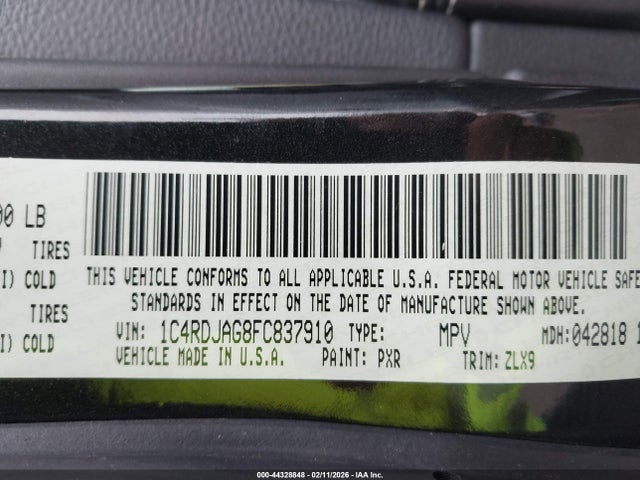 00 LB
TIRES
I) COLD
TIRES
I) COLD
THIS VEHICLE CONFORMS TO ALL APPLICABLE U.S.A. FEDERAL MOTOR VEHICLE SAFE
STANDARDS IN EFFECT ON THE DATE OF MANUFACTURE SHOWN ABOVE.
VIN: 1C4RDJAG8FC837910 TYPE: MPV MDH:042818 1
VEHICLE MADE IN U.S.A. PAINT: PXR TRIM: ZLX9
000-44328848 - 02/11/2026 - IAA Inc.